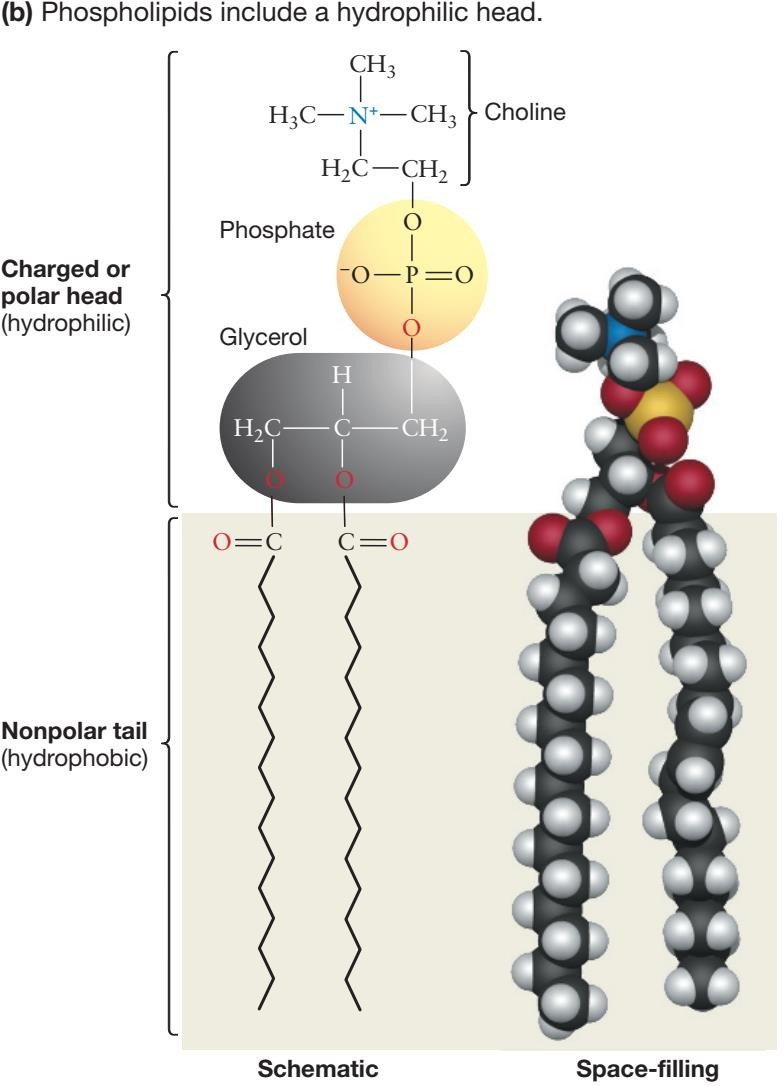 (b) Phospholipids include a hydrophilic head.
CH₃
H₃C—N⁺—CH₃
Choline
H₂C—CH₂
O
Phosphate
⁻O—P=O
Charged or
polar head
(hydrophilic)
O
Glycerol
H
H₂C—C—CH₂
O O
O=C C=O
Nonpolar tail
(hydrophobic)
Schematic Space-filling